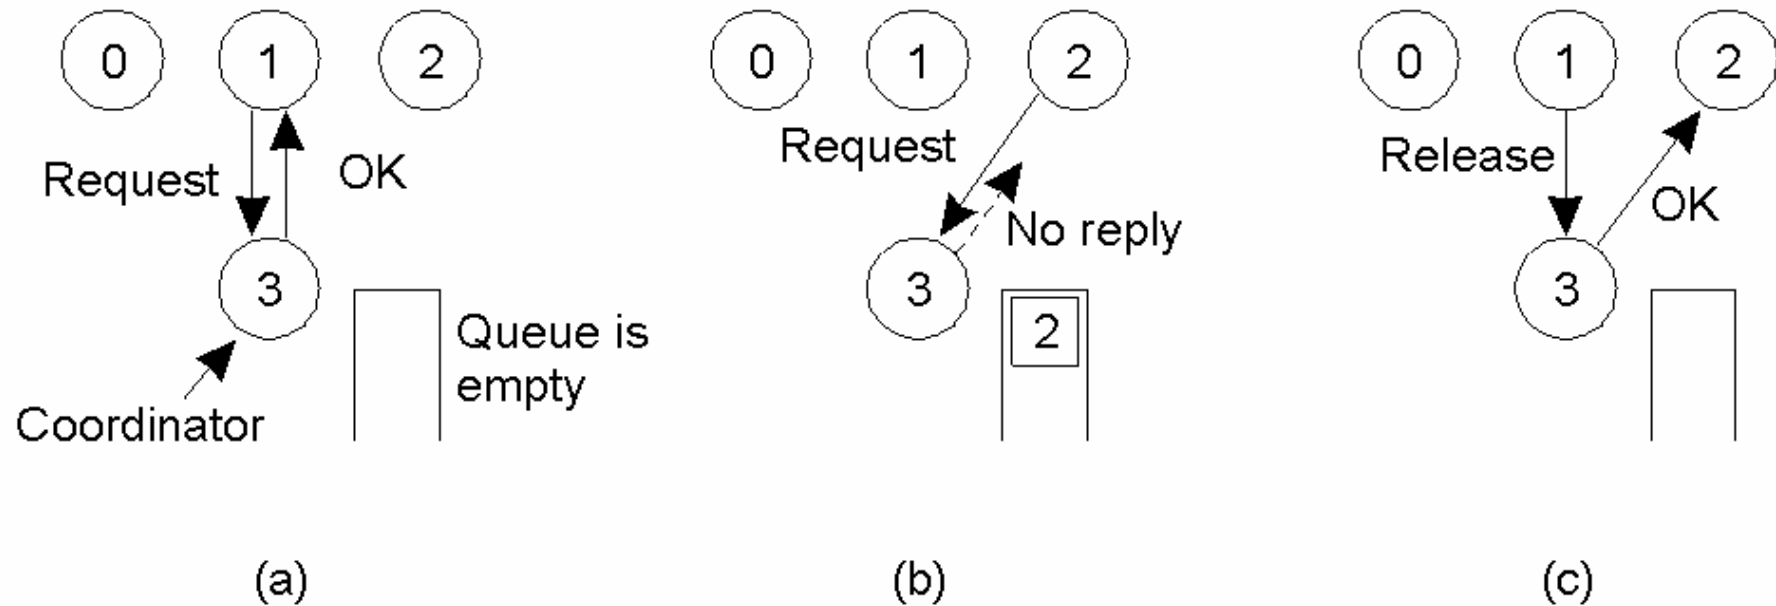 0 1 2
Request
OK
3
Queue is
empty
Coordinator
(a)
0 1 2
Request
No reply
3
2
(b)
0 1 2
Release
OK
3
(c)